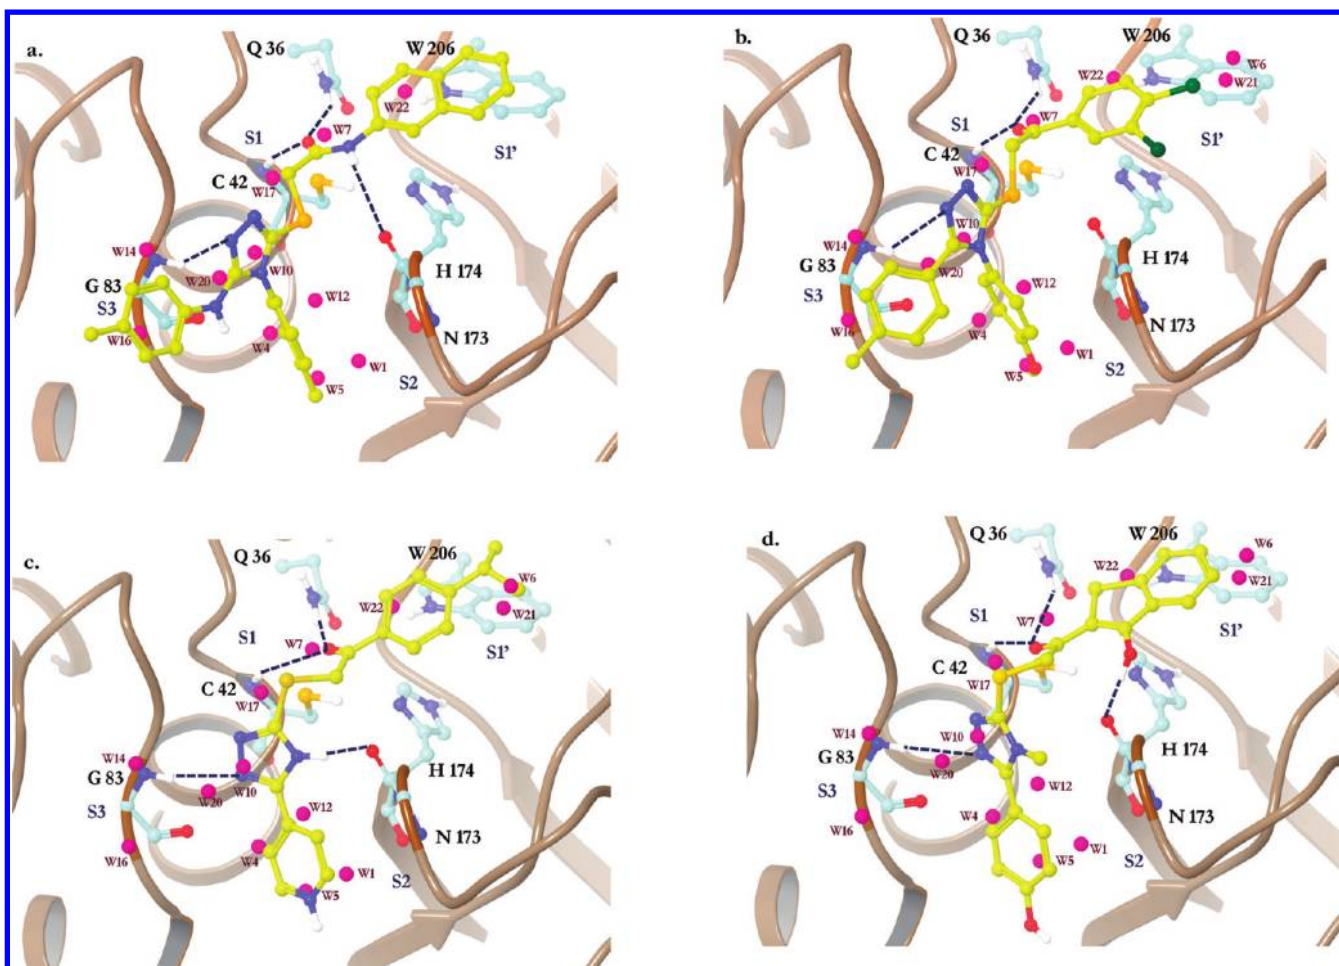 a.
Q 36
W 206
W22
W7
S1
S1'
C 42
W17
W14
W10
H 174
W20
G 83
S3
W12
N 173
W16
W4
W1
S2
W5
b.
Q 36
W 206
W6
W22
W21
W7
S1
S1'
C 42
W17
W14
W10
H 174
G 83
W20
S3
W12
N 173
W16
W4
W1
S2
W5
c.
Q 36
W 206
W6
W22
W21
S1
W7
S1'
C 42
W17
W14
G 83
H 174
W20
W10
S3
W12
N 173
W16
W4
W1
S2
W5
d.
Q 36
W 206
W6
W22
W21
W7
S1
S1'
C 42
W17
W14
W10
G 83
H 174
W20
S3
W12
W16
W4
N 173
W1
S2
W5